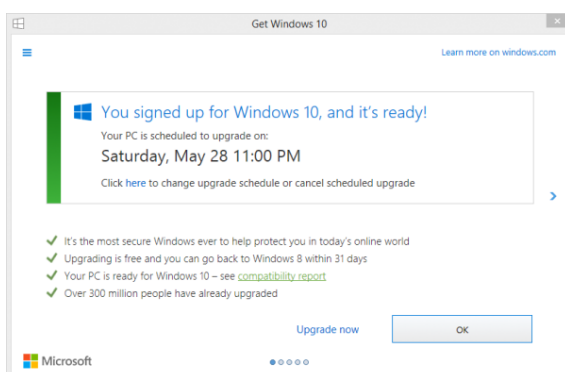 Get Windows 10
Learn more on windows.com
You signed up for Windows 10, and it's ready!
Your PC is scheduled to upgrade on:
Saturday, May 28 11:00 PM
Click here to change upgrade schedule or cancel scheduled upgrade
It's the most secure Windows ever to help protect you in today's online world
Upgrading is free and you can go back to Windows 8 within 31 days
Your PC is ready for Windows 10 – see compatibility report
Over 300 million people have already upgraded
Upgrade now
OK
Microsoft